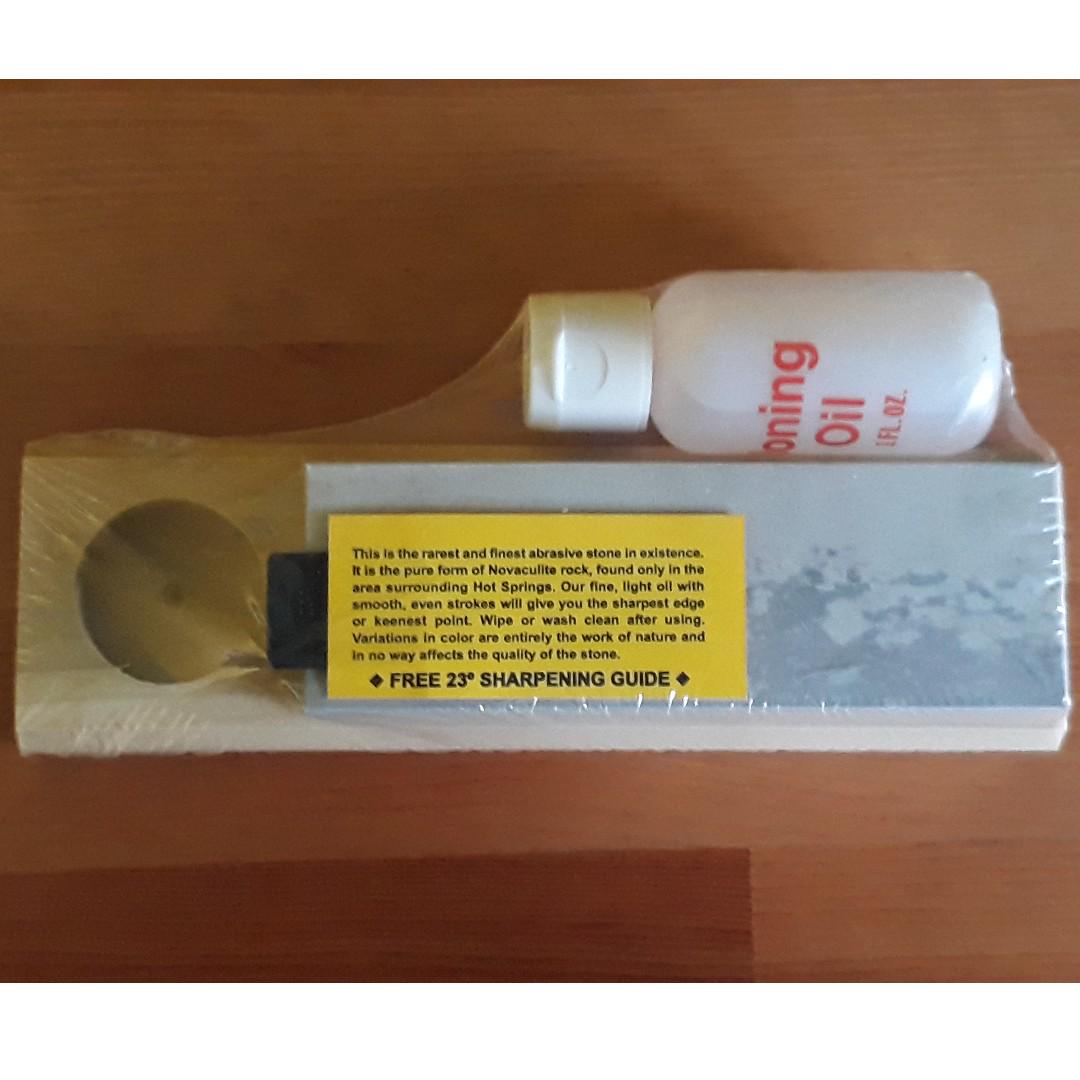 This is the rarest and finest abrasive stone in existence.
It is the pure form of Novaculite rock, found only in the
area surrounding Hot Springs. Our fine, light oil with
smooth, even strokes will give you the sharpest edge
or keenest point. Wipe or wash clean after using.
Variations in color are entirely the work of nature and
in no way affects the quality of the stone.
◆ FREE 23º SHARPENING GUIDE ◆
oning
Oil
1 FL. OZ.